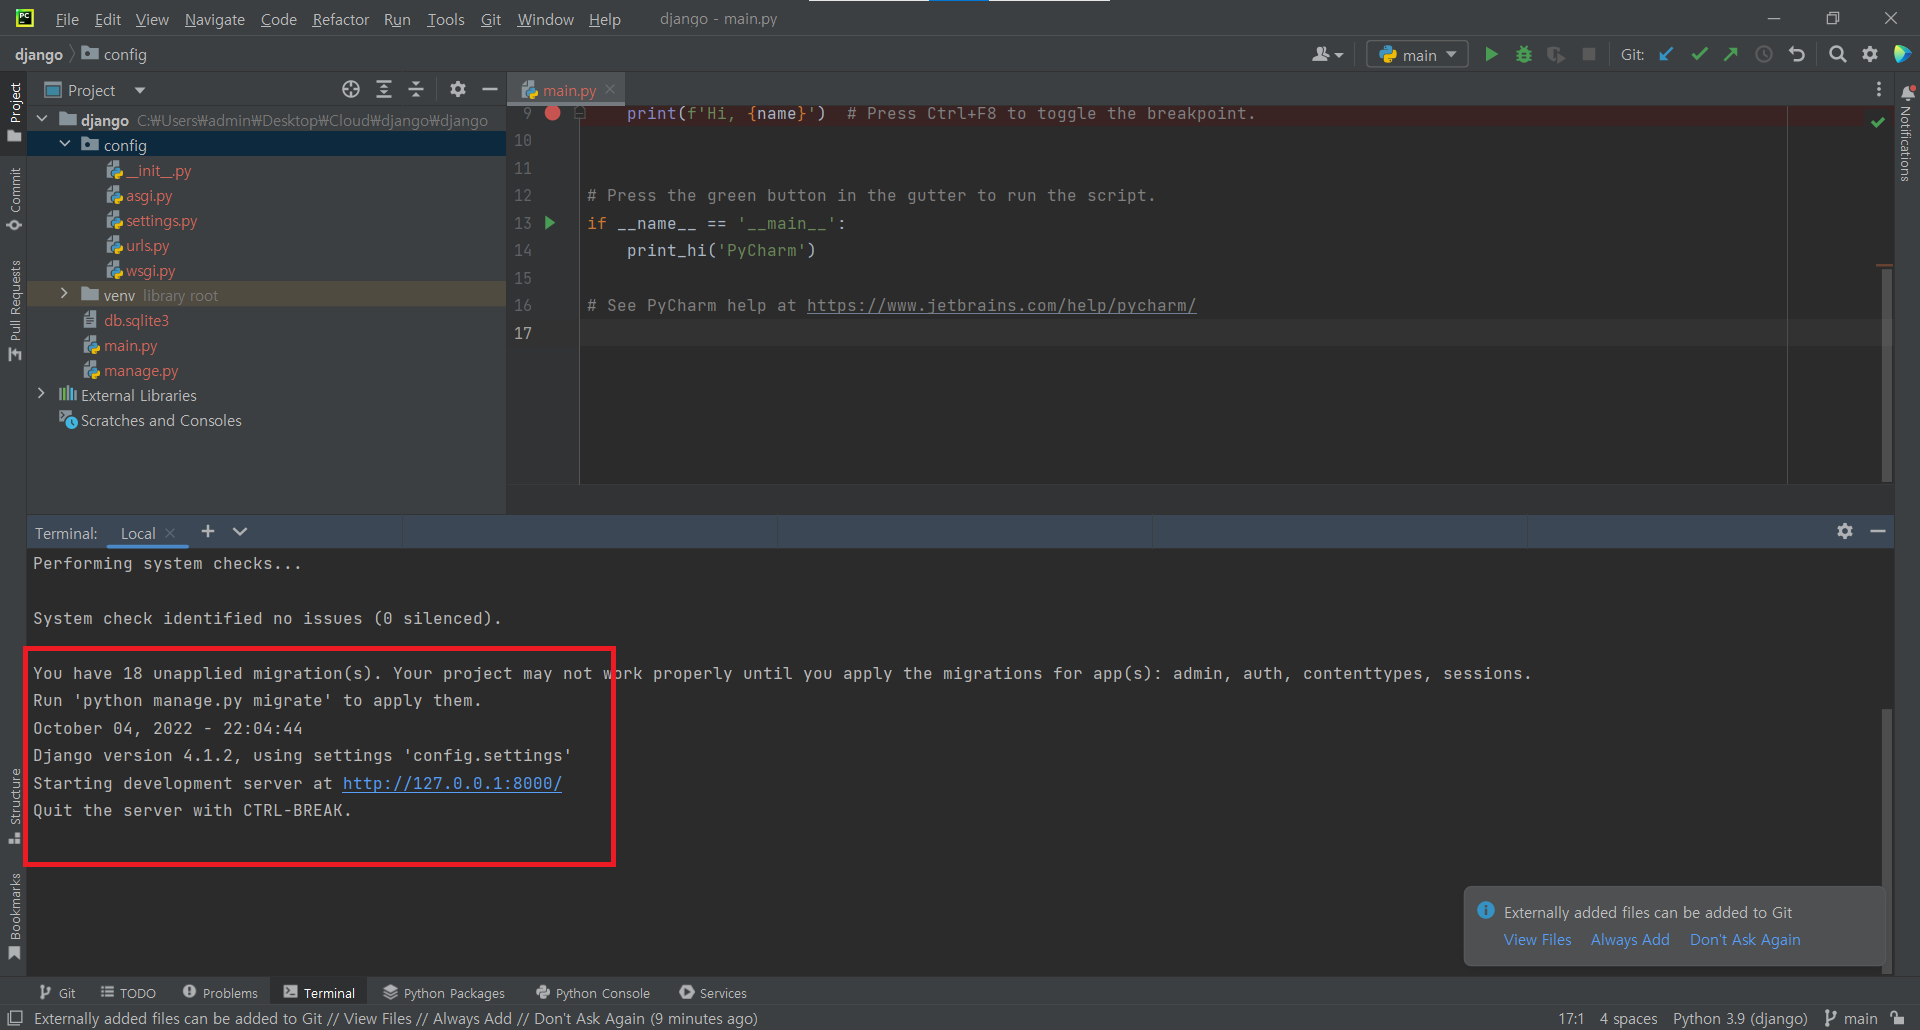 PC File Edit View Navigate Code Refactor Run Tools Git Window Help django - main.py
django config
main Git:
Project
main.py
django C:\Users\admin\Desktop\Cloud\django\django
config
__init__.py
asgi.py
settings.py
urls.py
wsgi.py
venv library root
db.sqlite3
main.py
manage.py
External Libraries
Scratches and Consoles
9 print(f'Hi, {name}') # Press Ctrl+F8 to toggle the breakpoint.
10
11
12 # Press the green button in the gutter to run the script.
13 if __name__ == '__main__':
14 print_hi('PyCharm')
15
16 # See PyCharm help at https://www.jetbrains.com/help/pycharm/
17
Project
Commit
Pull Requests
Structure
Bookmarks
Notifications
Terminal: Local
Performing system checks...
System check identified no issues (0 silenced).
You have 18 unapplied migration(s). Your project may not work properly until you apply the migrations for app(s): admin, auth, contenttypes, sessions.
Run 'python manage.py migrate' to apply them.
October 04, 2022 - 22:04:44
Django version 4.1.2, using settings 'config.settings'
Starting development server at http://127.0.0.1:8000/
Quit the server with CTRL-BREAK.
Externally added files can be added to Git
View Files Always Add Don't Ask Again
Git TODO Problems Terminal Python Packages Python Console Services
Externally added files can be added to Git // View Files // Always Add // Don't Ask Again (9 minutes ago) 17:1 4 spaces Python 3.9 (django) main